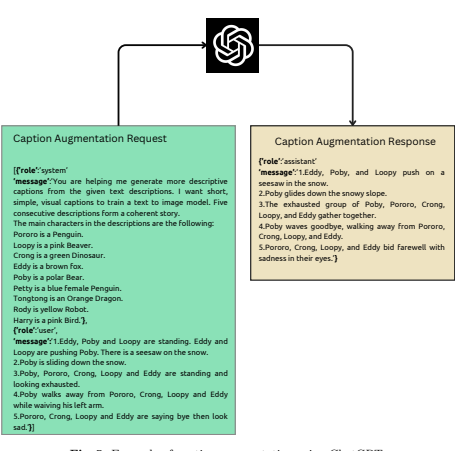 Caption Augmentation Request
[{'role':'system'
'message':'You are helping me generate more descriptive
captions from the given text descriptions. I want short,
simple, visual captions to train a text to image model. Five
consecutive descriptions form a coherent story.
The main characters in the descriptions are the following:
Pororo is a Penguin.
Loopy is a pink Beaver.
Crong is a green Dinosaur.
Eddy is a brown fox.
Poby is a polar Bear.
Petty is a blue female Penguin.
Tongtong is an Orange Dragon.
Rody is yellow Robot.
Harry is a pink Bird.'},
{'role':'user',
'message':'1.Eddy, Poby and Loopy are standing. Eddy and
Loopy are pushing Poby. There is a seesaw on the snow.
2.Poby is sliding down the snow.
3.Poby, Pororo, Crong, Loopy and Eddy are standing and
looking exhausted.
4.Poby walks away from Pororo, Crong, Loopy and Eddy
while waiving his left arm.
5.Pororo, Crong, Loopy and Eddy are saying bye then look
sad.'}]
Caption Augmentation Response
{'role':'assistant'
'message':'1.Eddy, Poby, and Loopy push on a
seesaw in the snow.
2.Poby glides down the snowy slope.
3.The exhausted group of Poby, Pororo, Crong,
Loopy, and Eddy gather together.
4.Poby waves goodbye, walking away from Pororo,
Crong, Loopy, and Eddy.
5.Pororo, Crong, Loopy, and Eddy bid farewell with
sadness in their eyes.'}